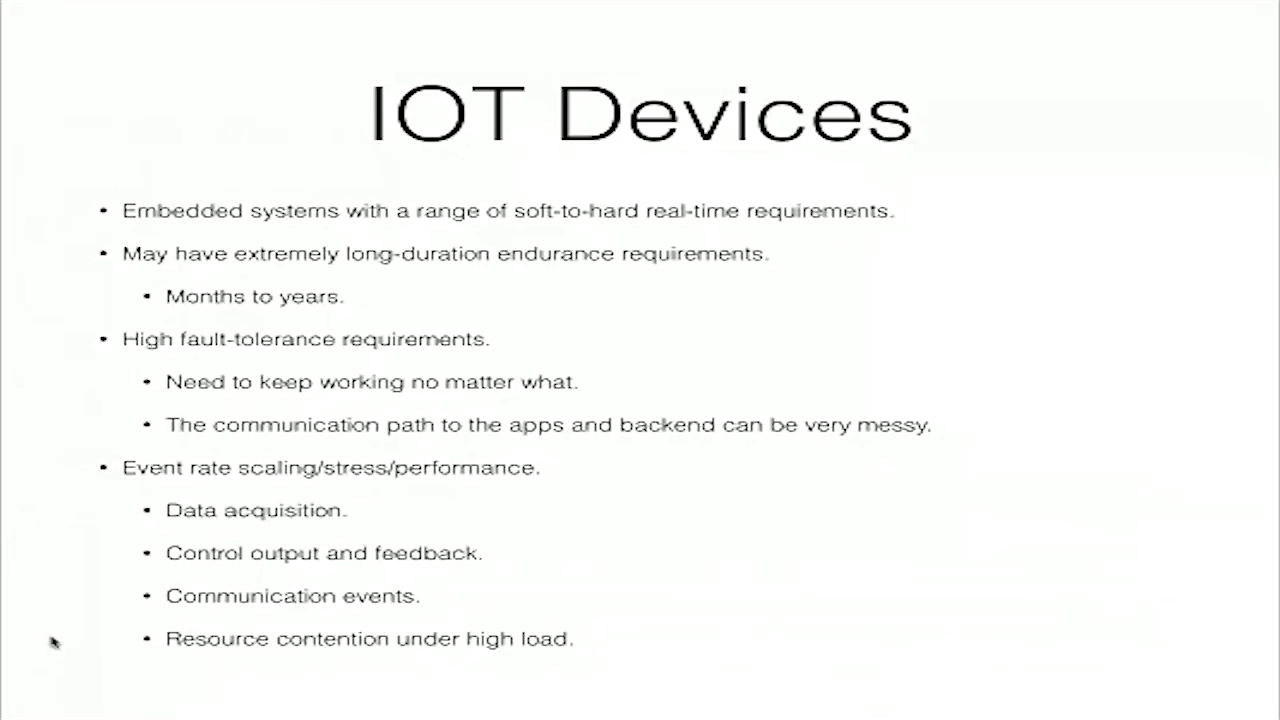 IOT Devices
• Embedded systems with a range of soft-to-hard real-time requirements.
• May have extremely long-duration endurance requirements.
• Months to years.
• High fault-tolerance requirements.
• Need to keep working no matter what.
• The communication path to the apps and backend can be very messy.
• Event rate scaling/stress/performance.
• Data acquisition.
• Control output and feedback.
• Communication events.
• Resource contention under high load.